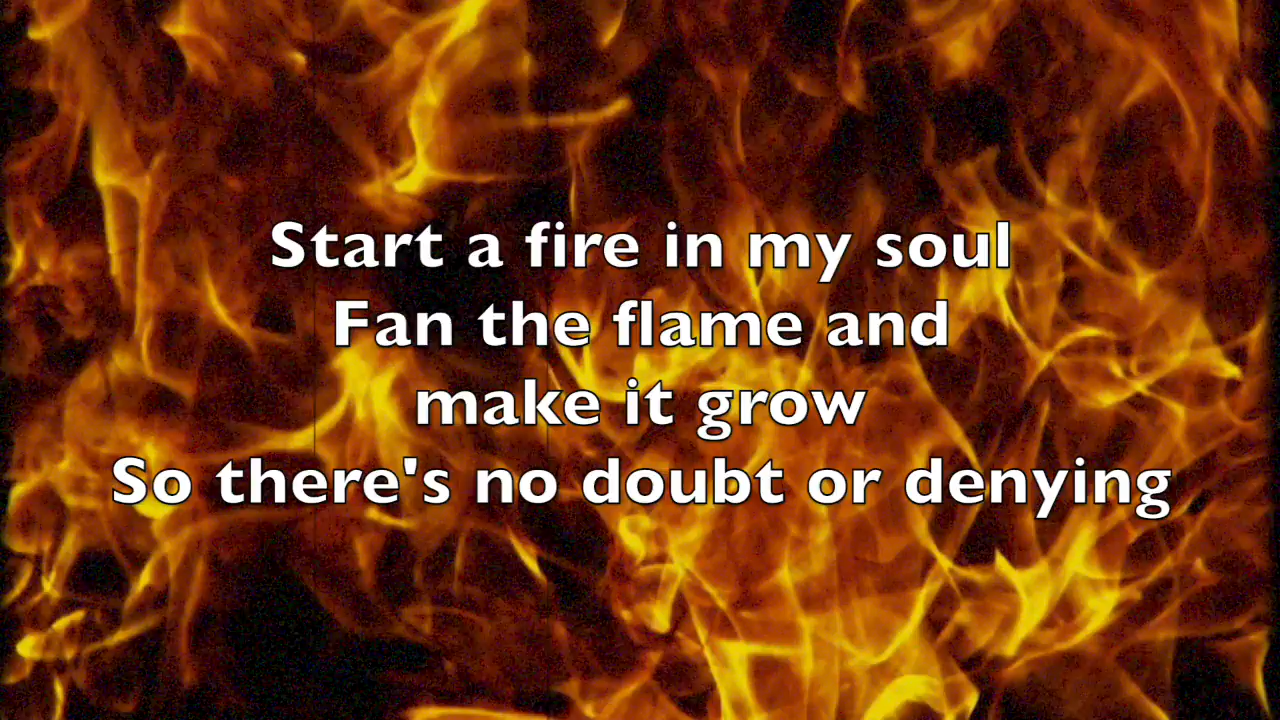 Start a fire in my soul
Fan the flame and
make it grow
So there's no doubt or denying